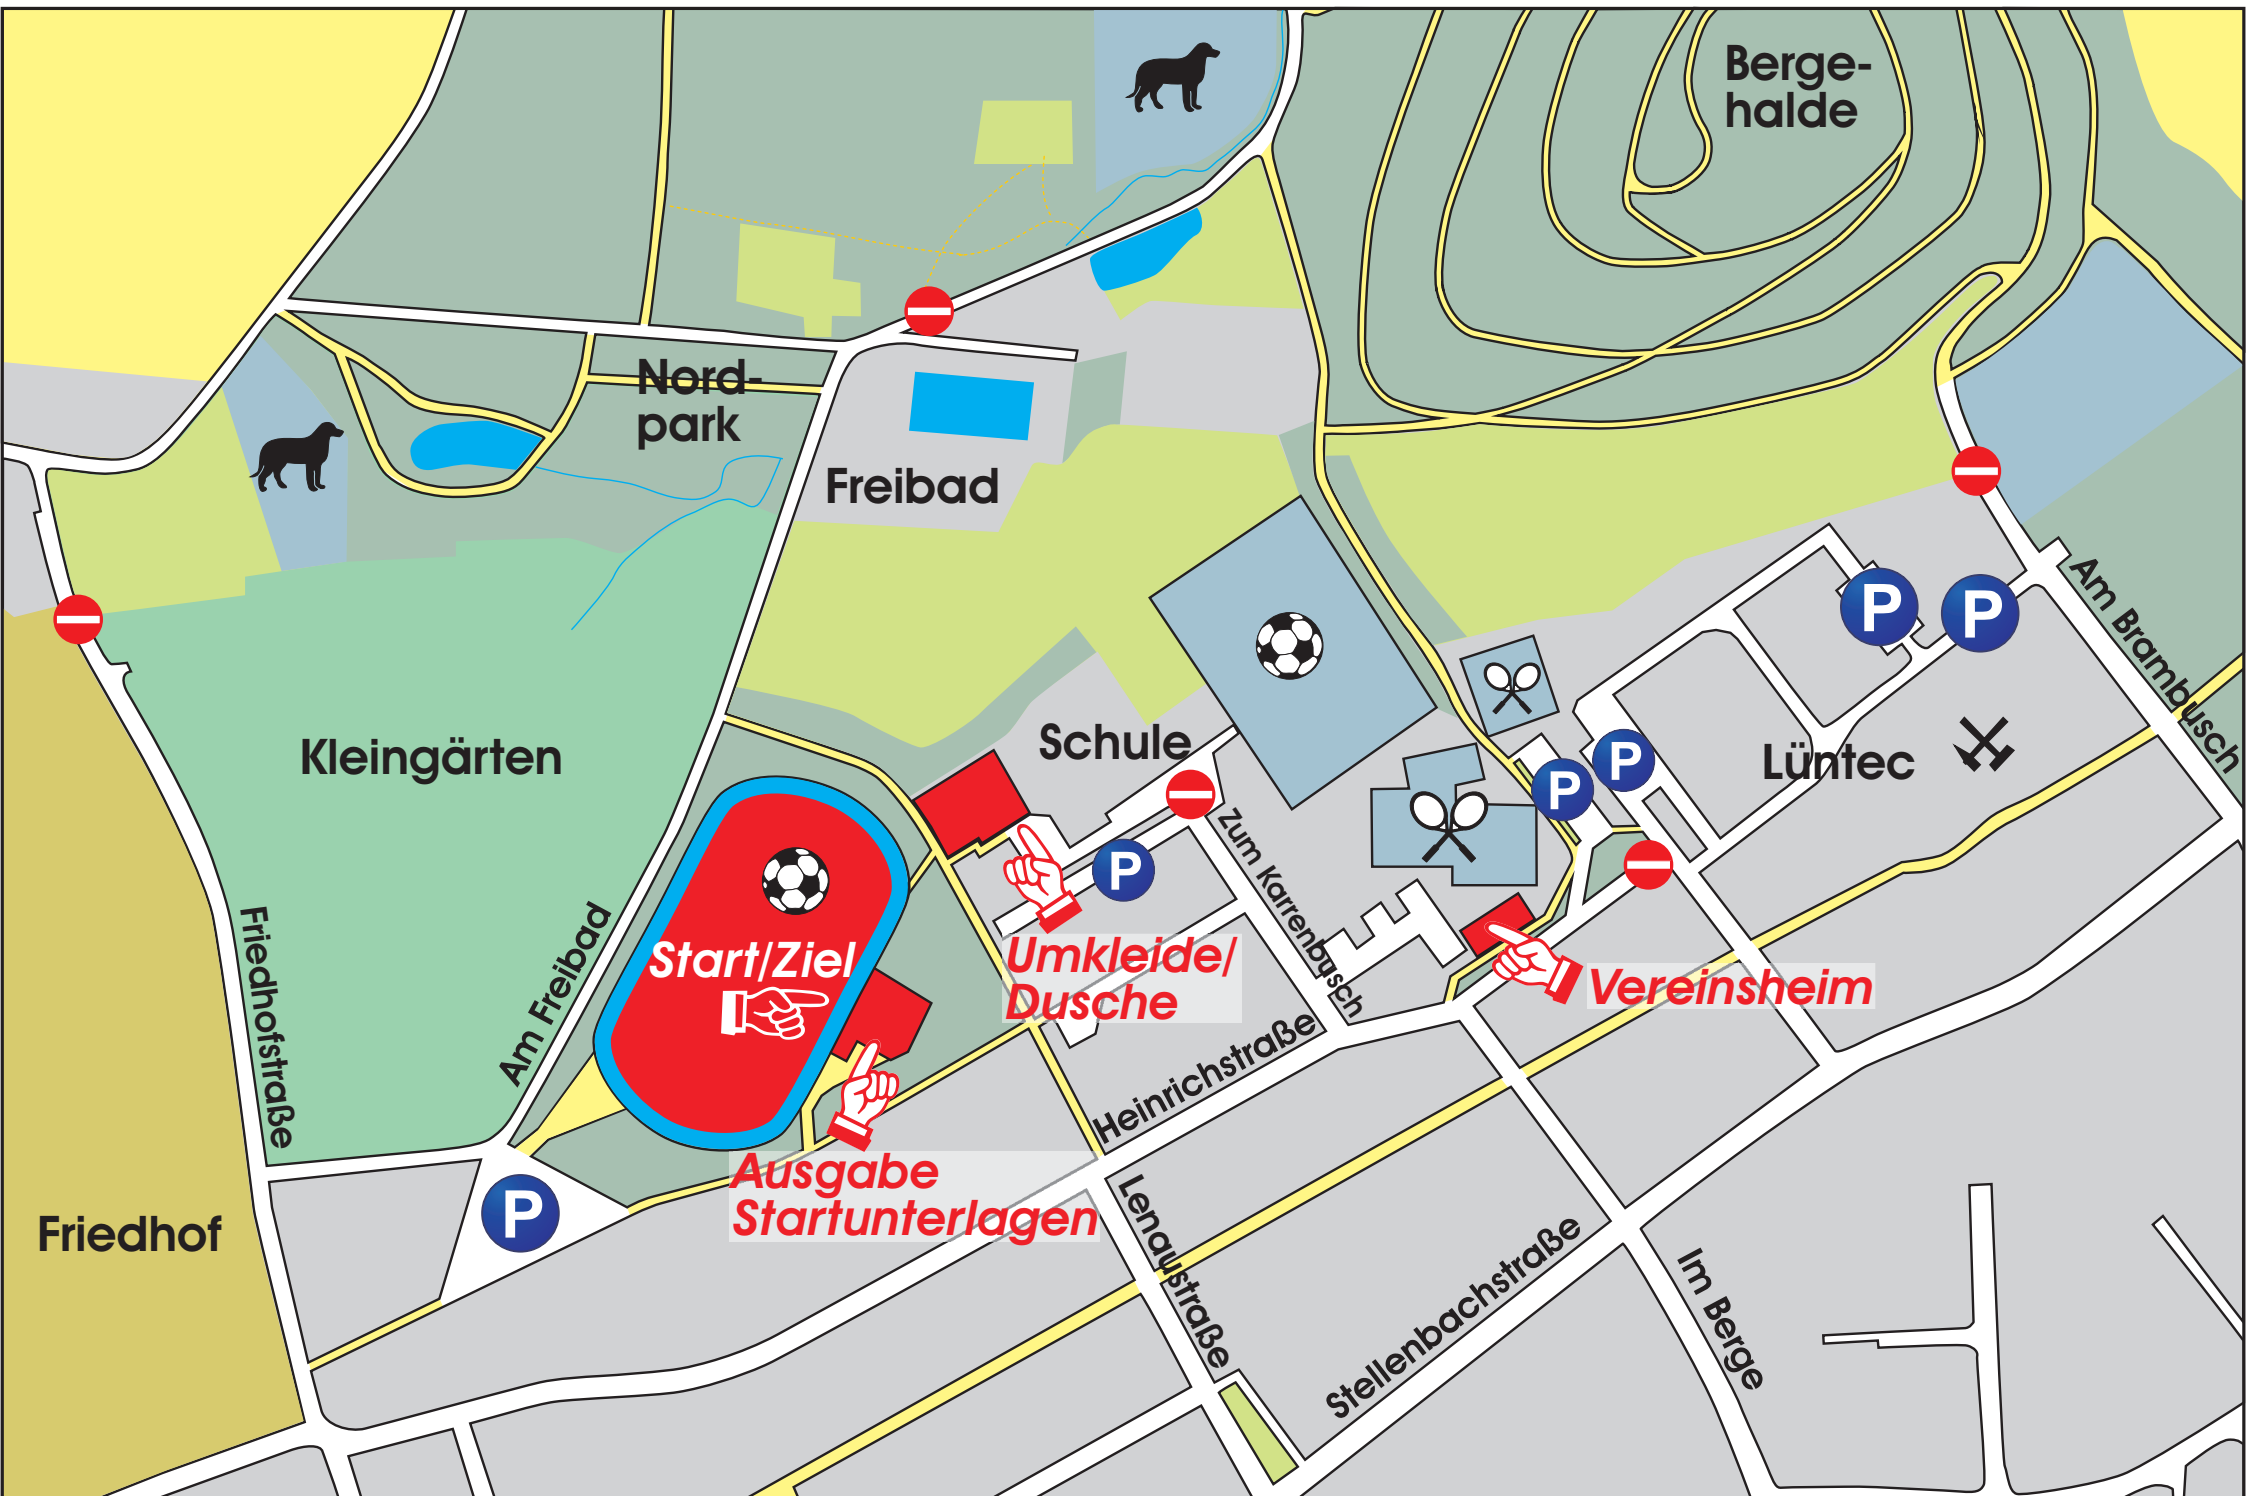 Berge-
halde
Nord-
park
Freibad
P
P
Am Brambusch
Schule
Kleingärten
Lüntec
P
P
P
Zum Karrenbusch
Friedhofstraße
Am Freibad
Start/Ziel
Umkleide/
Dusche
Vereinsheim
Heinrichstraße
Ausgabe
Startunterlagen
P
Friedhof
Lenaustraße
Stellenbachstraße
Im Berge